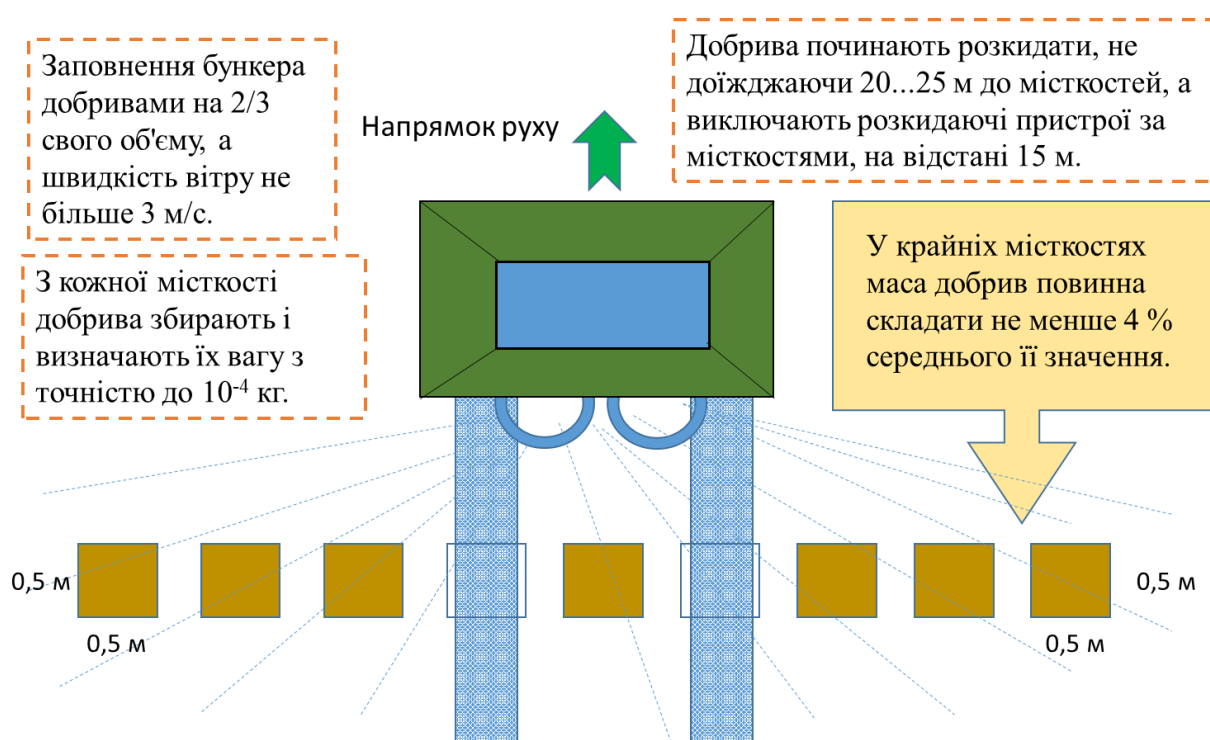 Заповнення бункера
добривами на 2/3
свого об'єму, а
швидкість вітру не
більше 3 м/с.
Напрямок руху
Добрива починають розкидати, не
доїжджаючи 20...25 м до місткостей, а
виключають розкидаючі пристрої за
місткостями, на відстані 15 м.
З кожної місткості
добрива збирають і
визначають їх вагу з
точністю до 10⁻⁴ кг.
У крайніх місткостях
маса добрив повинна
складати не менше 4 %
середнього її значення.
0,5 м
0,5 м
0,5 м
0,5 м